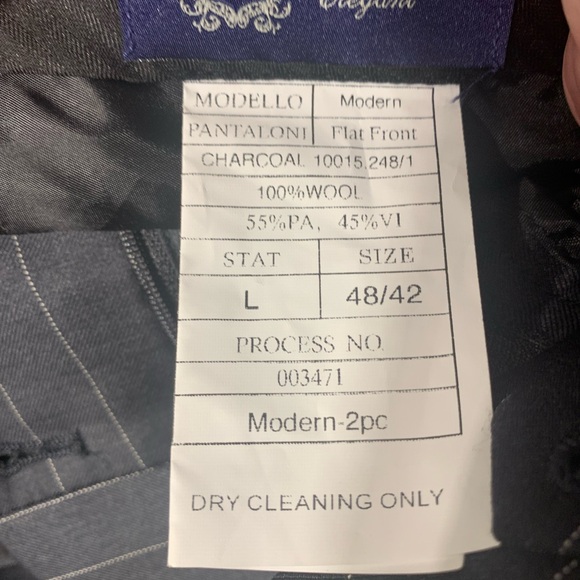 Elegant
MODELLO Modern
PANTALONI Flat Front
CHARCOAL 10015.248/1
100%WOOL
55%PA, 45%VI
STAT SIZE
L 48/42
PROCESS NO.
003471
Modern-2pc
DRY CLEANING ONLY